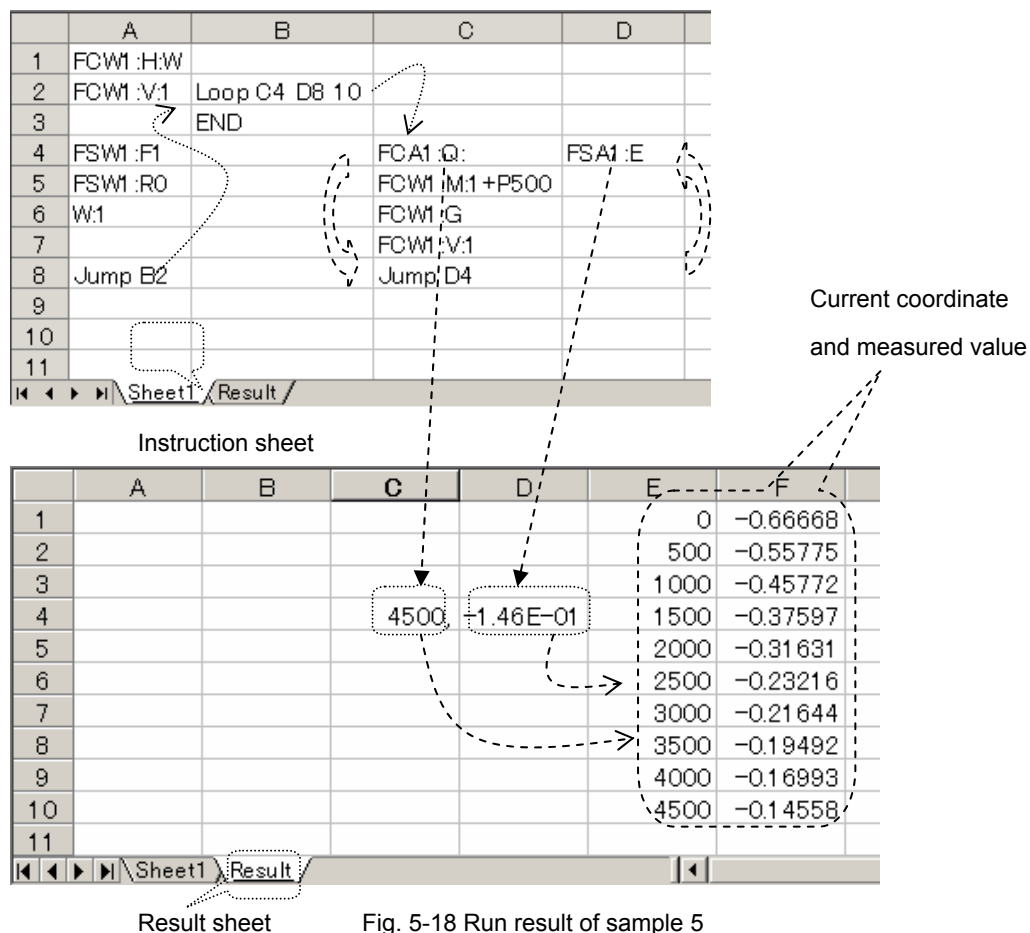 A B C D
1 FCW1:H:W
2 FCW1:V:1 Loop C4 D8 10
3 END
4 FSW1:F1 FCA1:Q: FSA1:E
5 FSW1:R0 FCW1:M:1+P500
6 W:1 FCW1:G
7 FCW1:V:1
8 Jump B2 Jump D4
9
10
11
Sheet1 Result
Current coordinate
and measured value
Instruction sheet
A B C D E F
1 0 -0.66668
2 500 -0.55775
3 1000 -0.45772
4 4500, -1.46E-01 1500 -0.37597
5 2000 -0.31631
6 2500 -0.23216
7 3000 -0.21644
8 3500 -0.19492
9 4000 -0.16993
10 4500 -0.14558
11
Sheet1 Result
Result sheet
Fig. 5-18 Run result of sample 5